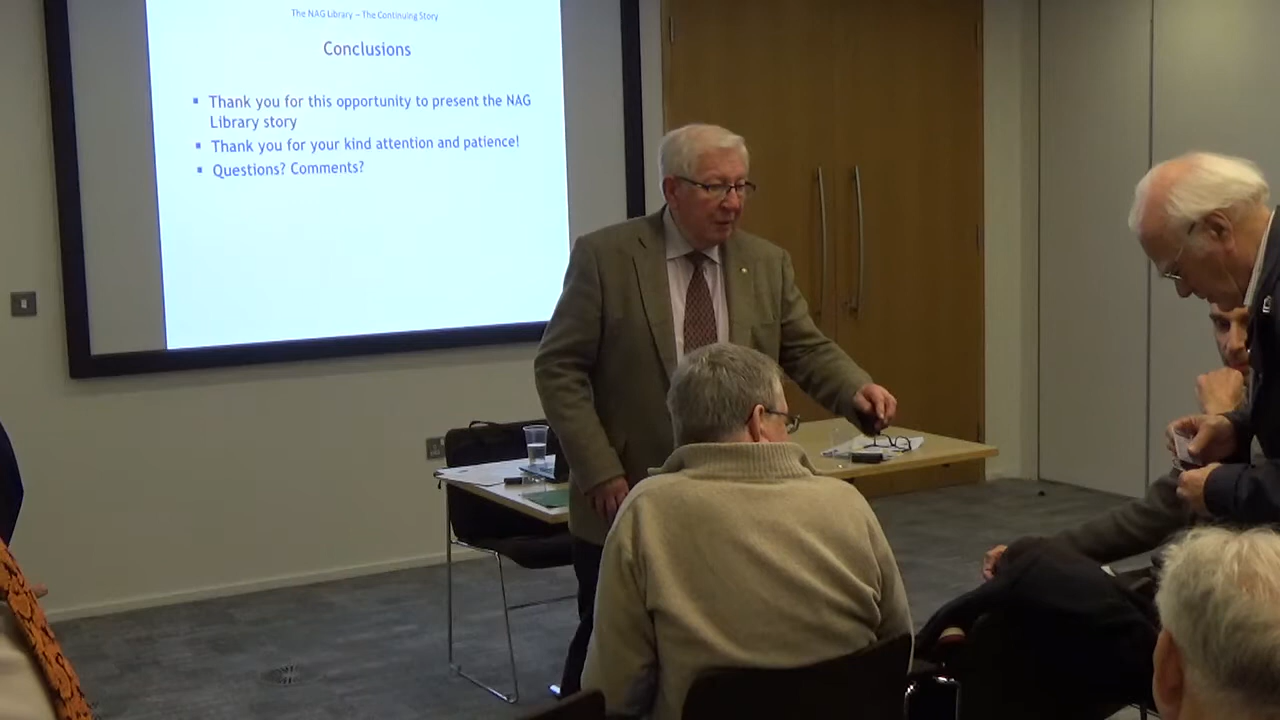 The NAG Library – The Continuing Story
Conclusions
▪ Thank you for this opportunity to present the NAG
Library story
▪ Thank you for your kind attention and patience!
▪ Questions? Comments?